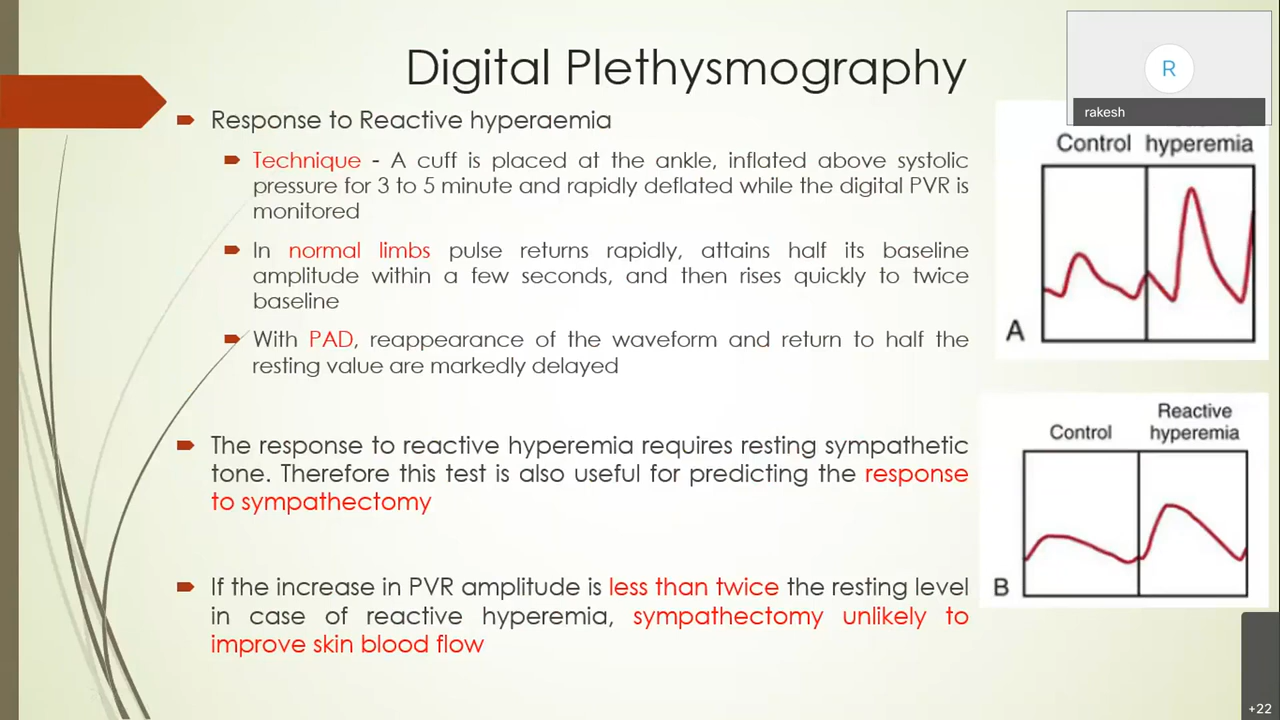 Digital Plethysmography
R
rakesh
Response to Reactive hyperaemia
Technique - A cuff is placed at the ankle, inflated above systolic
pressure for 3 to 5 minute and rapidly deflated while the digital PVR is
monitored
In normal limbs pulse returns rapidly, attains half its baseline
amplitude within a few seconds, and then rises quickly to twice
baseline
With PAD, reappearance of the waveform and return to half the
resting value are markedly delayed
The response to reactive hyperemia requires resting sympathetic
tone. Therefore this test is also useful for predicting the response
to sympathectomy
If the increase in PVR amplitude is less than twice the resting level
in case of reactive hyperemia, sympathectomy unlikely to
improve skin blood flow
Control hyperemia
A
Reactive
Control hyperemia
B
+22